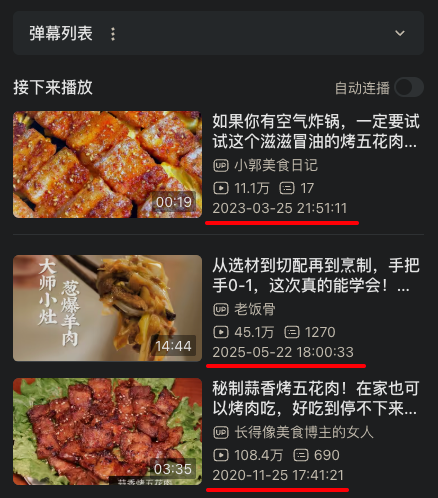 弹幕列表
接下来播放
自动连播
00:19
如果你有空气炸锅，一定要试
试这个滋滋冒油的烤五花肉...
UP 小郭美食日记
11.1万 17
2023-03-25 21:51:11
大师小灶
葱爆羊肉
14:44
从选材到切配再到烹制，手把
手0-1，这次真的能学会！...
UP 老饭骨
45.1万 1270
2025-05-22 18:00:33
03:35
蒜香烤五花肉
秘制蒜香烤五花肉！在家也可
以烤肉吃，好吃到停不下来...
UP 长得像美食博主的女人
108.4万 690
2020-11-25 17:41:21